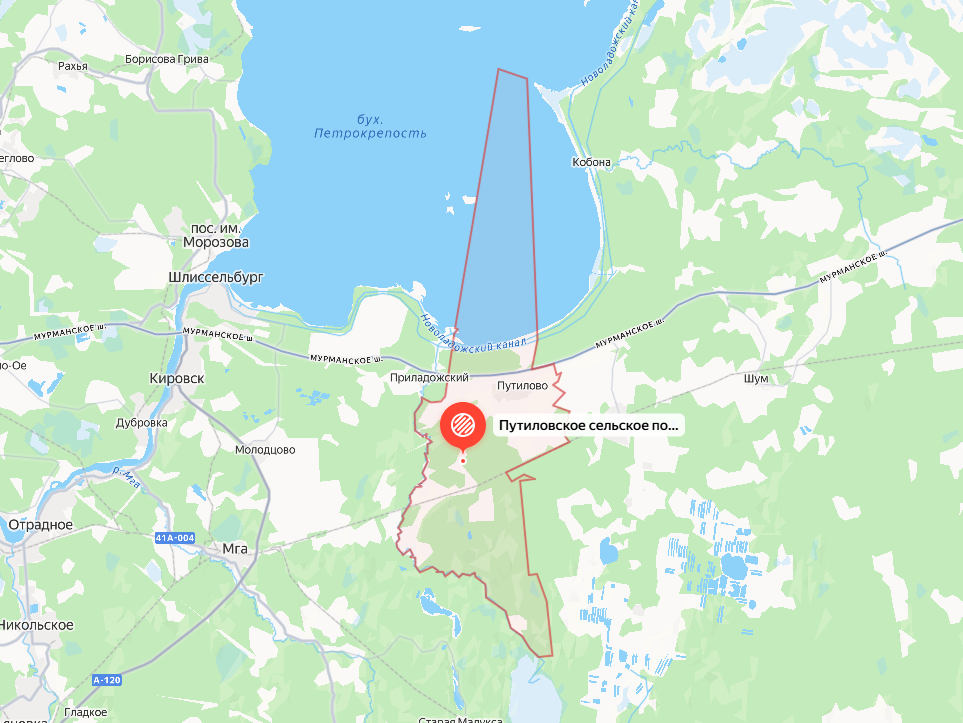 Новоладожский кан
Борисова Грива
Рахья
бух.
Петрокрепость
еглово
Кобона
пос. им.
Морозова
МУРМАНСКОЕ ш.
Шлиссельбург
Новоладожский канал
МУРМАНСКОЕ ш.
МУРМАНСКОЕ ш.
МУРМАНСКОЕ ш.
МУРМАНСКОЕ ш.
но-Ое
Кировск
Приладожский
Путилово
Шум
Дубровка
Путиловское сельское по...
Молодцово
р. Мга
Отрадное
41А-004
Мга
Никольское
А-120
Гладкое
Старая Малукса